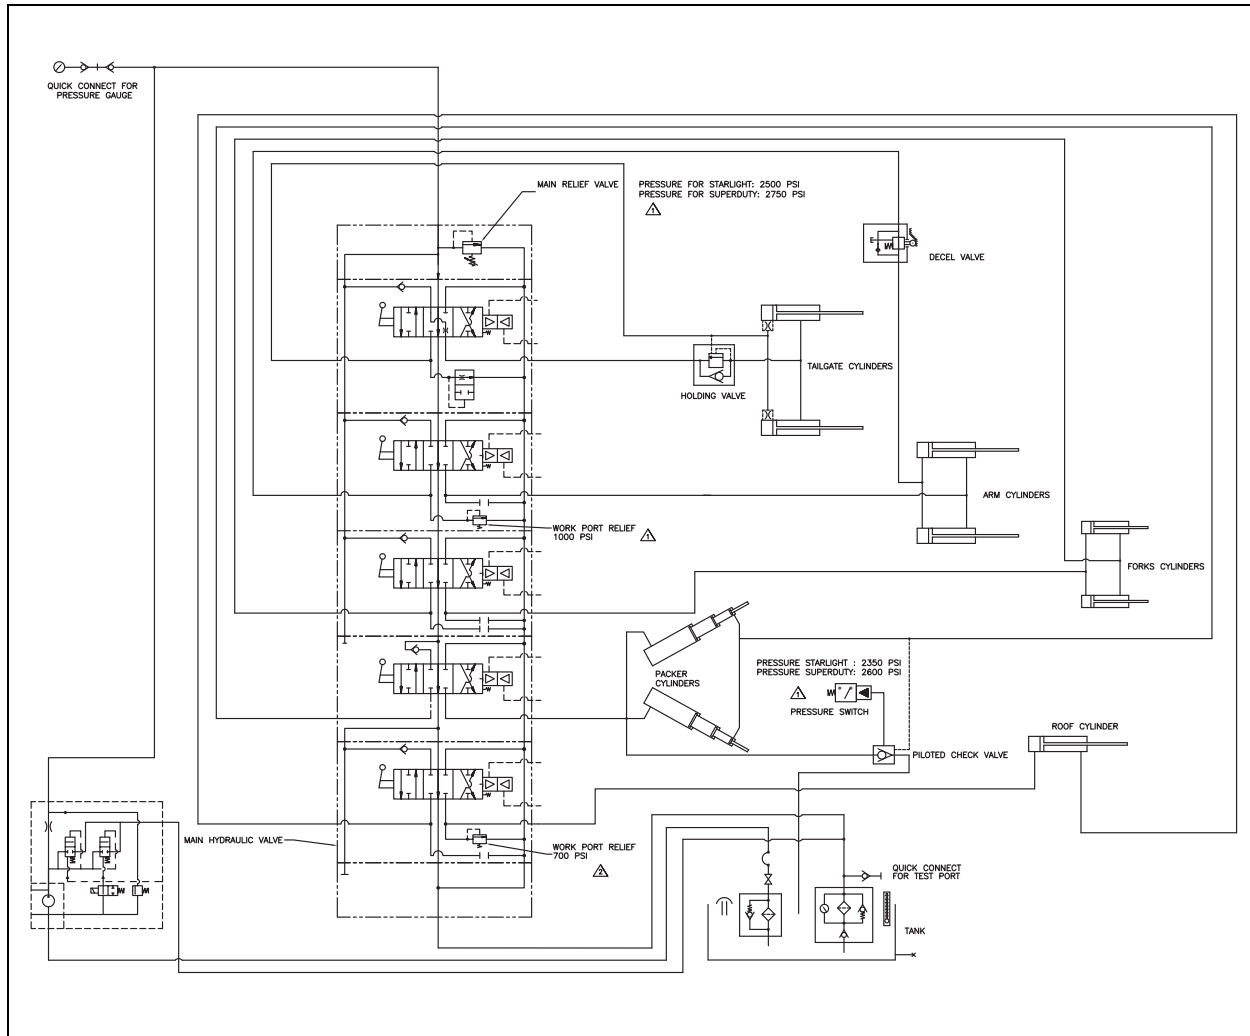 QUICK CONNECT FOR
PRESSURE GAUGE
MAIN RELIEF VALVE
PRESSURE FOR STARLIGHT: 2500 PSI
PRESSURE FOR SUPERDUTY: 2750 PSI
1
DECEL VALVE
TAILGATE CYLINDERS
HOLDING VALVE
ARM CYLINDERS
WORK PORT RELIEF
1000 PSI
1
FORKS CYLINDERS
PACKER
CYLINDERS
PRESSURE STARLIGHT : 2350 PSI
PRESSURE SUPERDUTY: 2600 PSI
1
PRESSURE SWITCH
ROOF CYLINDER
PILOTED CHECK VALVE
MAIN HYDRAULIC VALVE
WORK PORT RELIEF
700 PSI
2
QUICK CONNECT
FOR TEST PORT
TANK